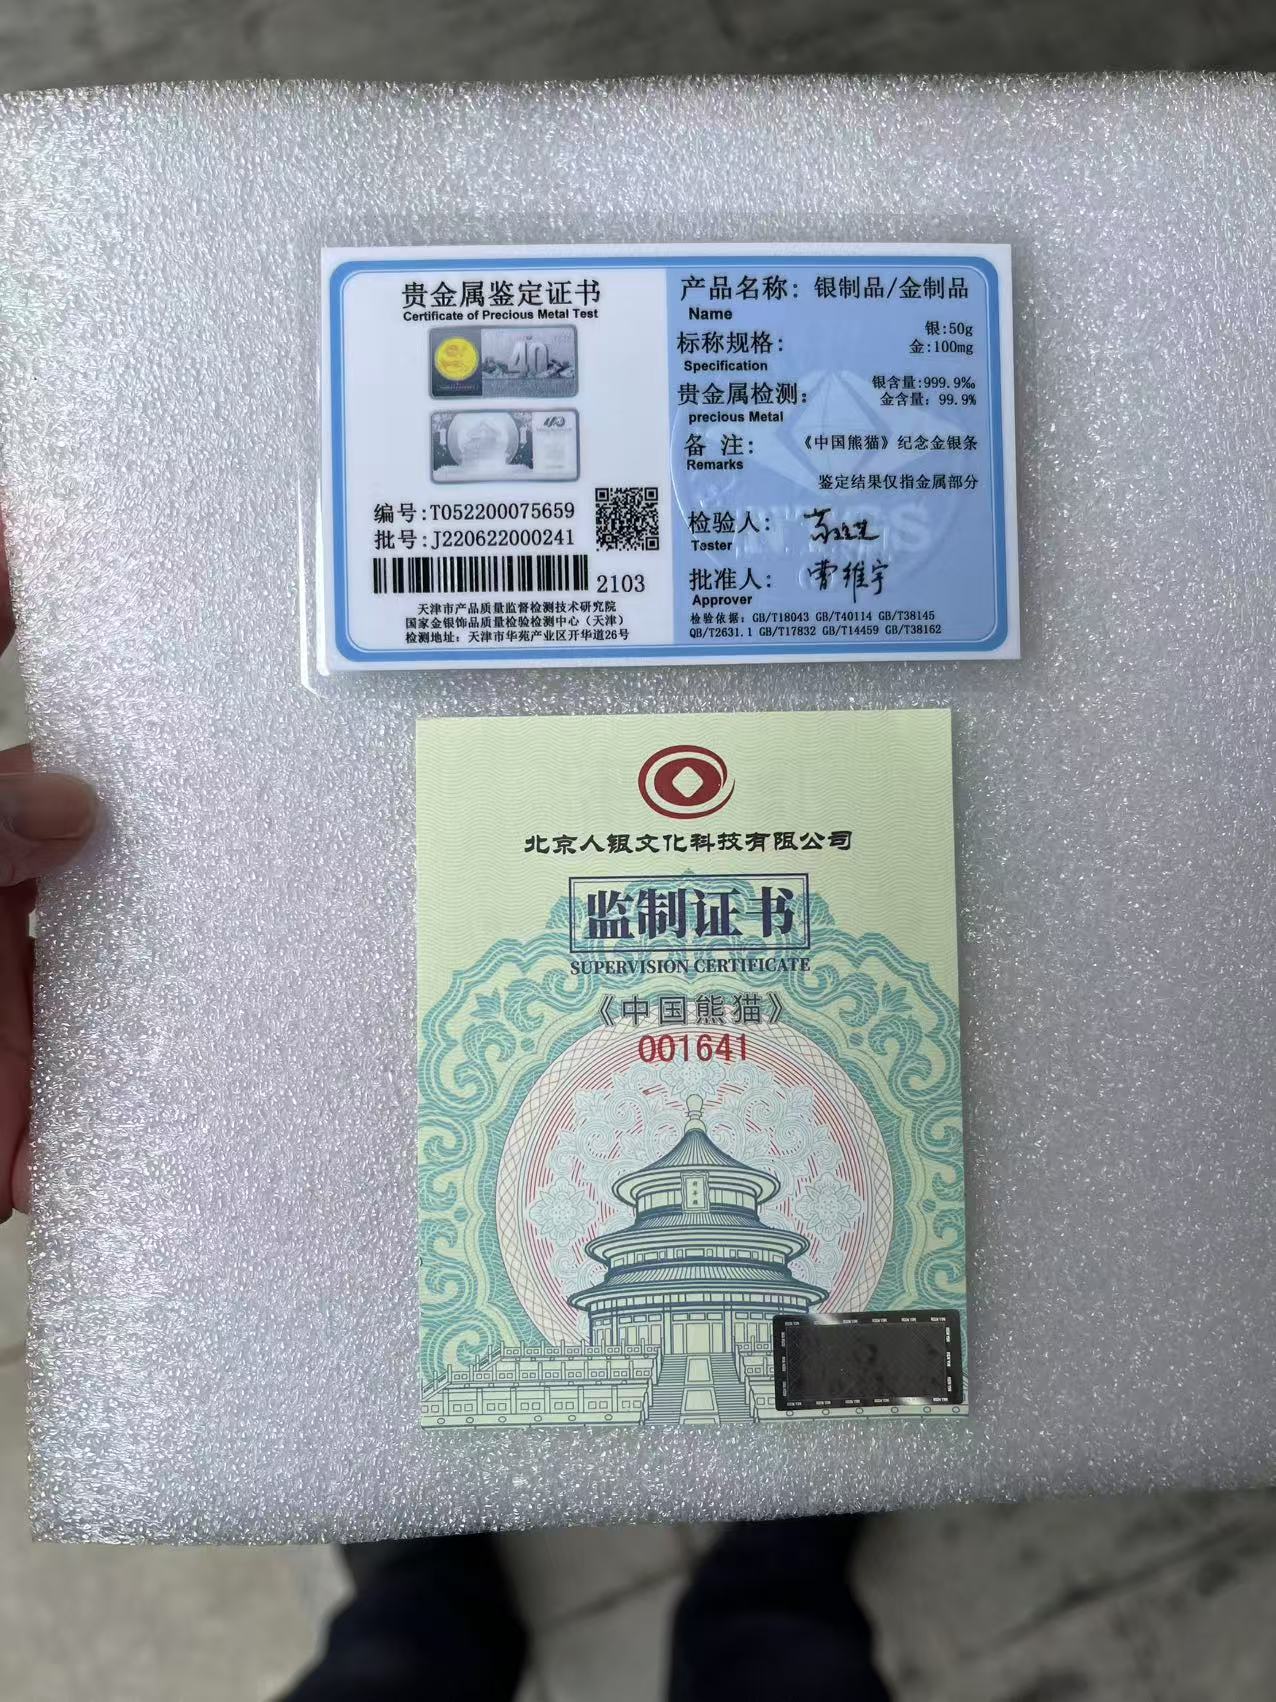 贵金属鉴定证书
Certificate of Precious Metal Test
40
编号:T052200075659
批号:J220622000241
2103
天津市产品质量监督检测技术研究院
国家金银饰品质量检验检测中心（天津）
检测地址：天津市华苑产业区开华道26号
产品名称：银制品/金制品
Name
标称规格：
银:50g
金:100mg
Specification
贵金属检测：
银含量:999.9‰
金含量：99.9%
precious Metal
备 注：
《中国熊猫》纪念金银条
Remarks
鉴定结果仅指金属部分
检验人：
Tester
批准人：曹维宇
Approver
检验依据：GB/T18043 GB/T40114 GB/T38145
QB/T2631.1 GB/T17832 GB/T14459 GB/T38162
北京人银文化科技有限公司
监制证书
SUPERVISION CERTIFICATE
《中国熊猫》
001641